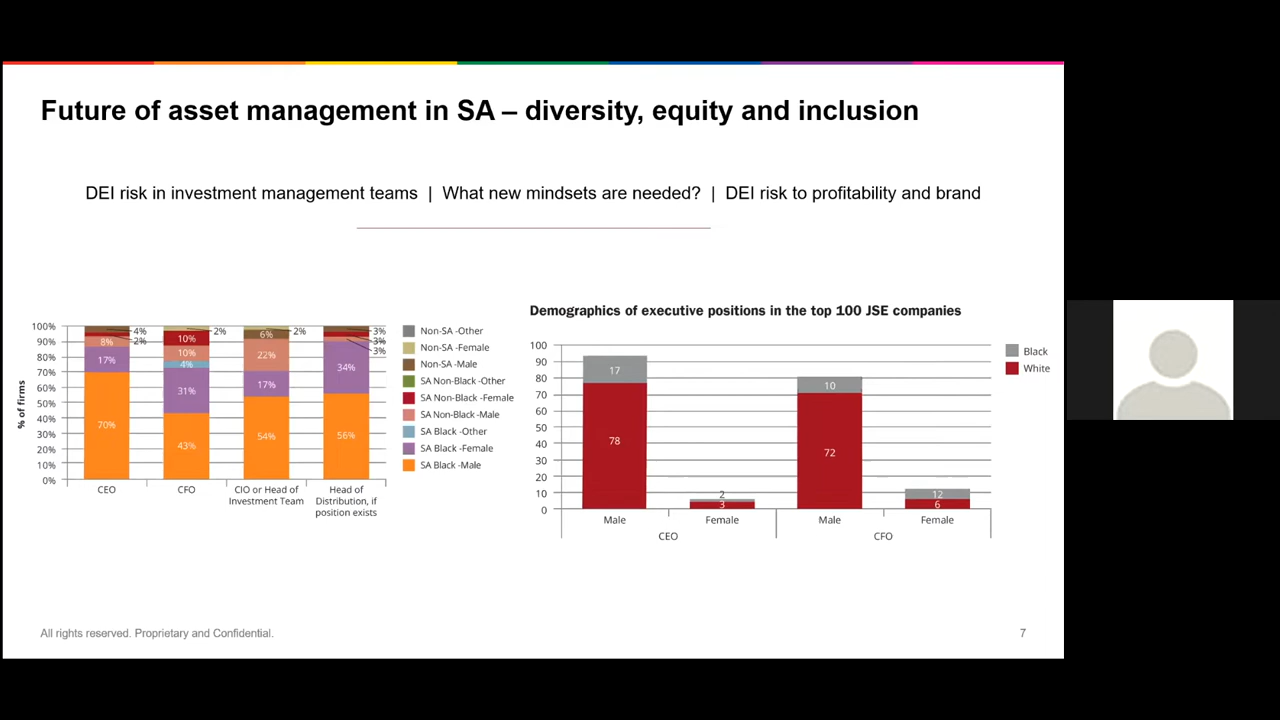 Future of asset management in SA – diversity, equity and inclusion
DEI risk in investment management teams | What new mindsets are needed? | DEI risk to profitability and brand
% of firms
100%
90%
80%
70%
60%
50%
40%
30%
20%
10%
0%
4%
2%
8%
17%
70%
CEO
2%
10%
10%
4%
31%
43%
CFO
2%
6%
22%
17%
54%
CIO or Head of
Investment Team
3%
3%
3%
34%
56%
Head of
Distribution, if
position exists
Non-SA -Other
Non-SA -Female
Non-SA -Male
SA Non-Black -Other
SA Non-Black -Female
SA Non-Black -Male
SA Black -Other
SA Black -Female
SA Black -Male
Demographics of executive positions in the top 100 JSE companies
100
90
80
70
60
50
40
30
20
10
0
17
78
2
3
10
72
12
6
Male
Female
Male
Female
CEO
CFO
Black
White
All rights reserved. Proprietary and Confidential.
7